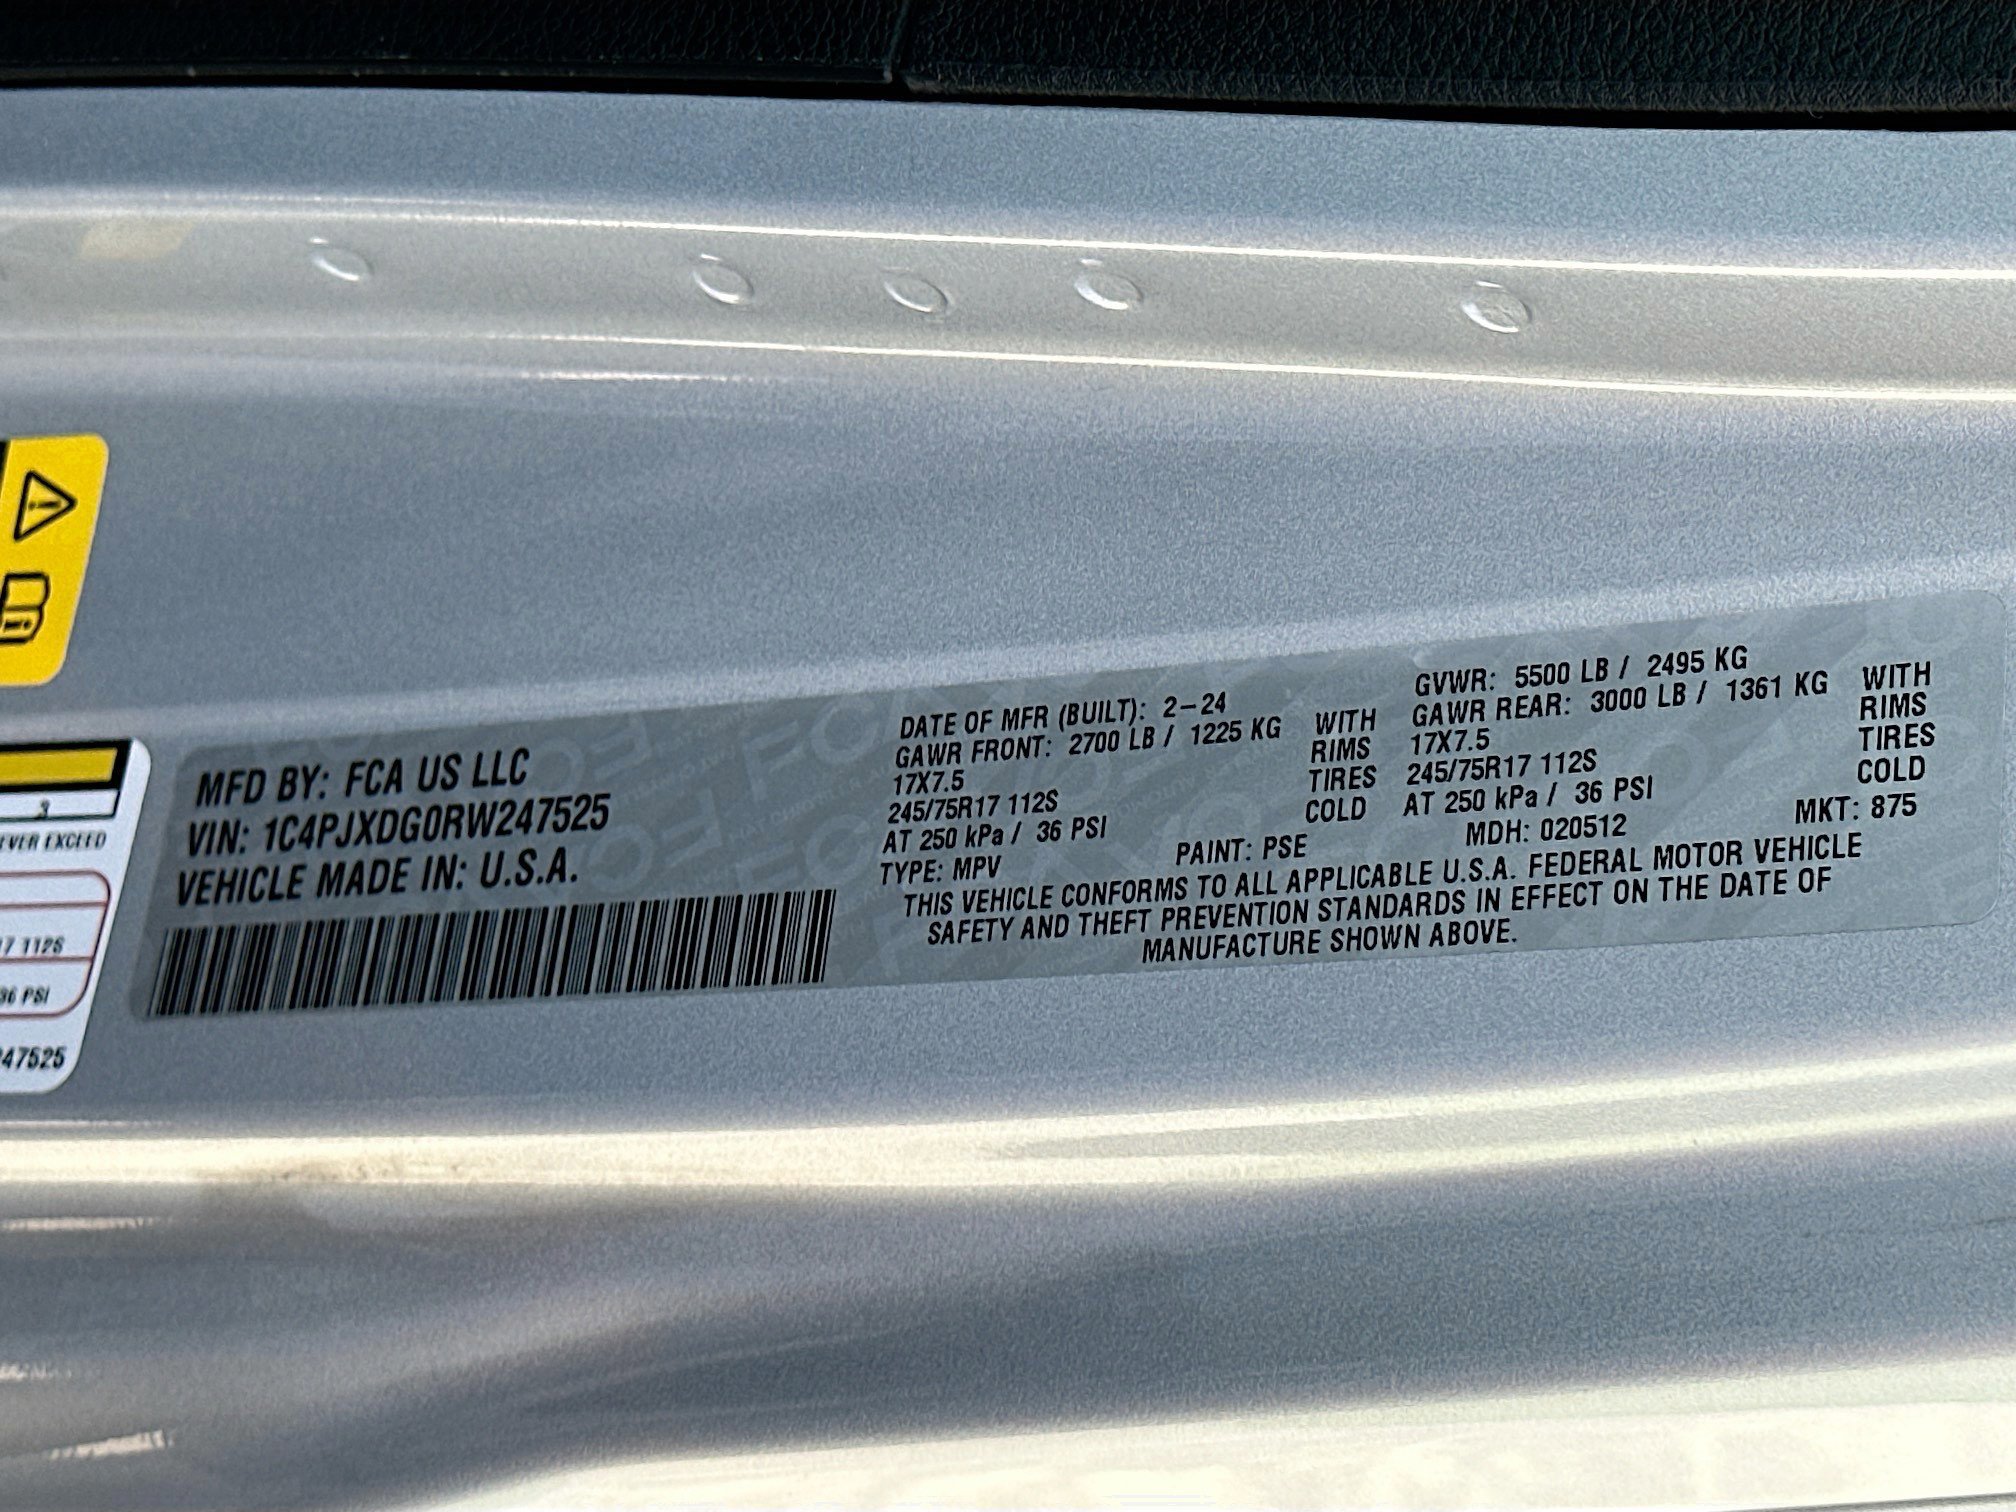 MFD BY: FCA US LLC
VIN: 1C4PJXDG0RW247525
VEHICLE MADE IN: U.S.A.
DATE OF MFR (BUILT): 2-24
GAWR FRONT: 2700 LB / 1225 KG WITH
17X7.5 RIMS
245/75R17 112S TIRES
AT 250 kPa / 36 PSI COLD
TYPE: MPV
PAINT: PSE
GVWR: 5500 LB / 2495 KG
GAWR REAR: 3000 LB / 1361 KG WITH
17X7.5 RIMS
245/75R17 112S TIRES
AT 250 kPa / 36 PSI COLD
MDH: 020512
MKT: 875
THIS VEHICLE CONFORMS TO ALL APPLICABLE U.S.A. FEDERAL MOTOR VEHICLE
SAFETY AND THEFT PREVENTION STANDARDS IN EFFECT ON THE DATE OF
MANUFACTURE SHOWN ABOVE.
3
EVER EXCEED
17 112S
36 PSI
247525